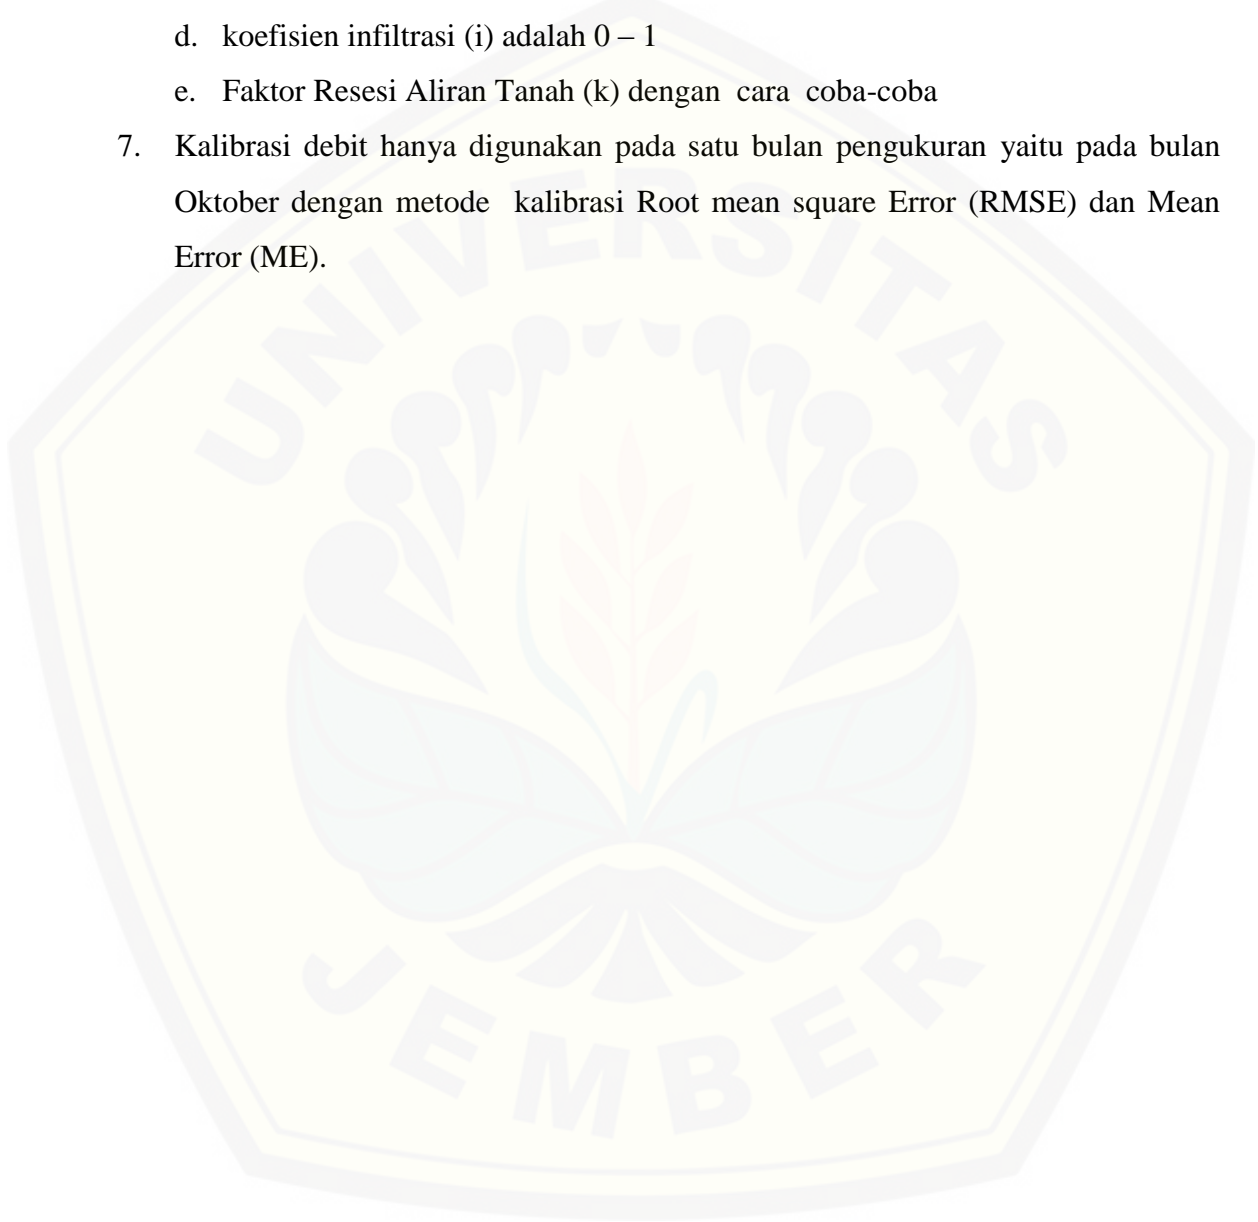 d. koefisien infiltrasi (i) adalah 0 – 1
e. Faktor Resesi Aliran Tanah (k) dengan cara coba-coba
7. Kalibrasi debit hanya digunakan pada satu bulan pengukuran yaitu pada bulan
Oktober dengan metode kalibrasi Root mean square Error (RMSE) dan Mean
Error (ME).
UNIVERSITAS
JEMBER